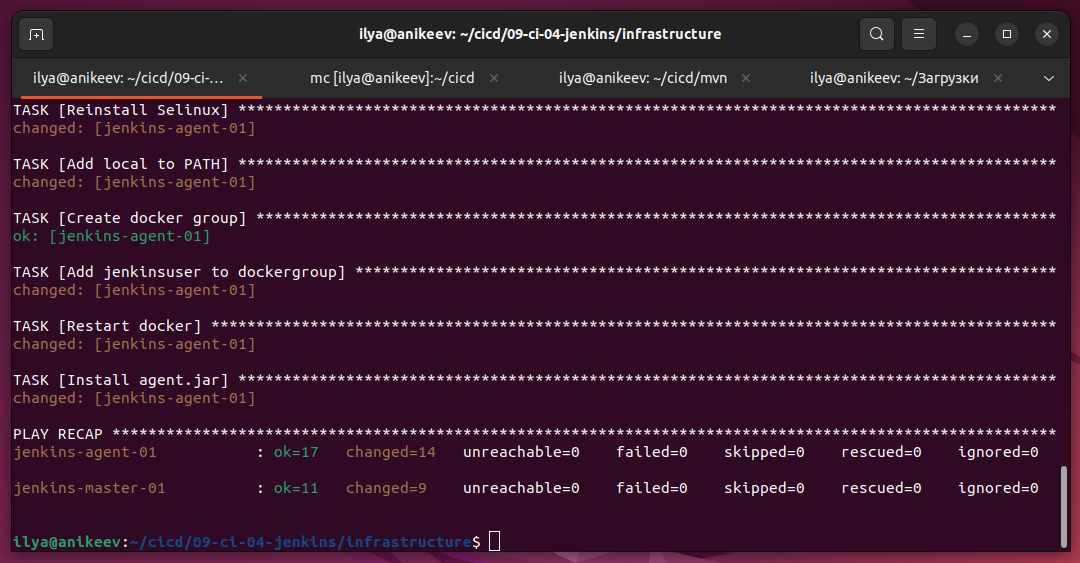 ilya@anikeev: ~/cicd/09-ci-04-jenkins/infrastructure
ilya@anikeev: ~/cicd/09-ci-... × mc [ilya@anikeev]:~/cicd × ilya@anikeev: ~/cicd/mvn × ilya@anikeev: ~/Загрузки ×
TASK [Reinstall Selinux] *******************************************************************************************
changed: [jenkins-agent-01]
TASK [Add local to PATH] *******************************************************************************************
changed: [jenkins-agent-01]
TASK [Create docker group] *****************************************************************************************
ok: [jenkins-agent-01]
TASK [Add jenkinsuser to dockergroup] ******************************************************************************
changed: [jenkins-agent-01]
TASK [Restart docker] **********************************************************************************************
changed: [jenkins-agent-01]
TASK [Install agent.jar] *******************************************************************************************
changed: [jenkins-agent-01]
PLAY RECAP *********************************************************************************************************
jenkins-agent-01           : ok=17   changed=14   unreachable=0    failed=0    skipped=0    rescued=0    ignored=0
jenkins-master-01          : ok=11   changed=9    unreachable=0    failed=0    skipped=0    rescued=0    ignored=0
ilya@anikeev:~/cicd/09-ci-04-jenkins/infrastructure$